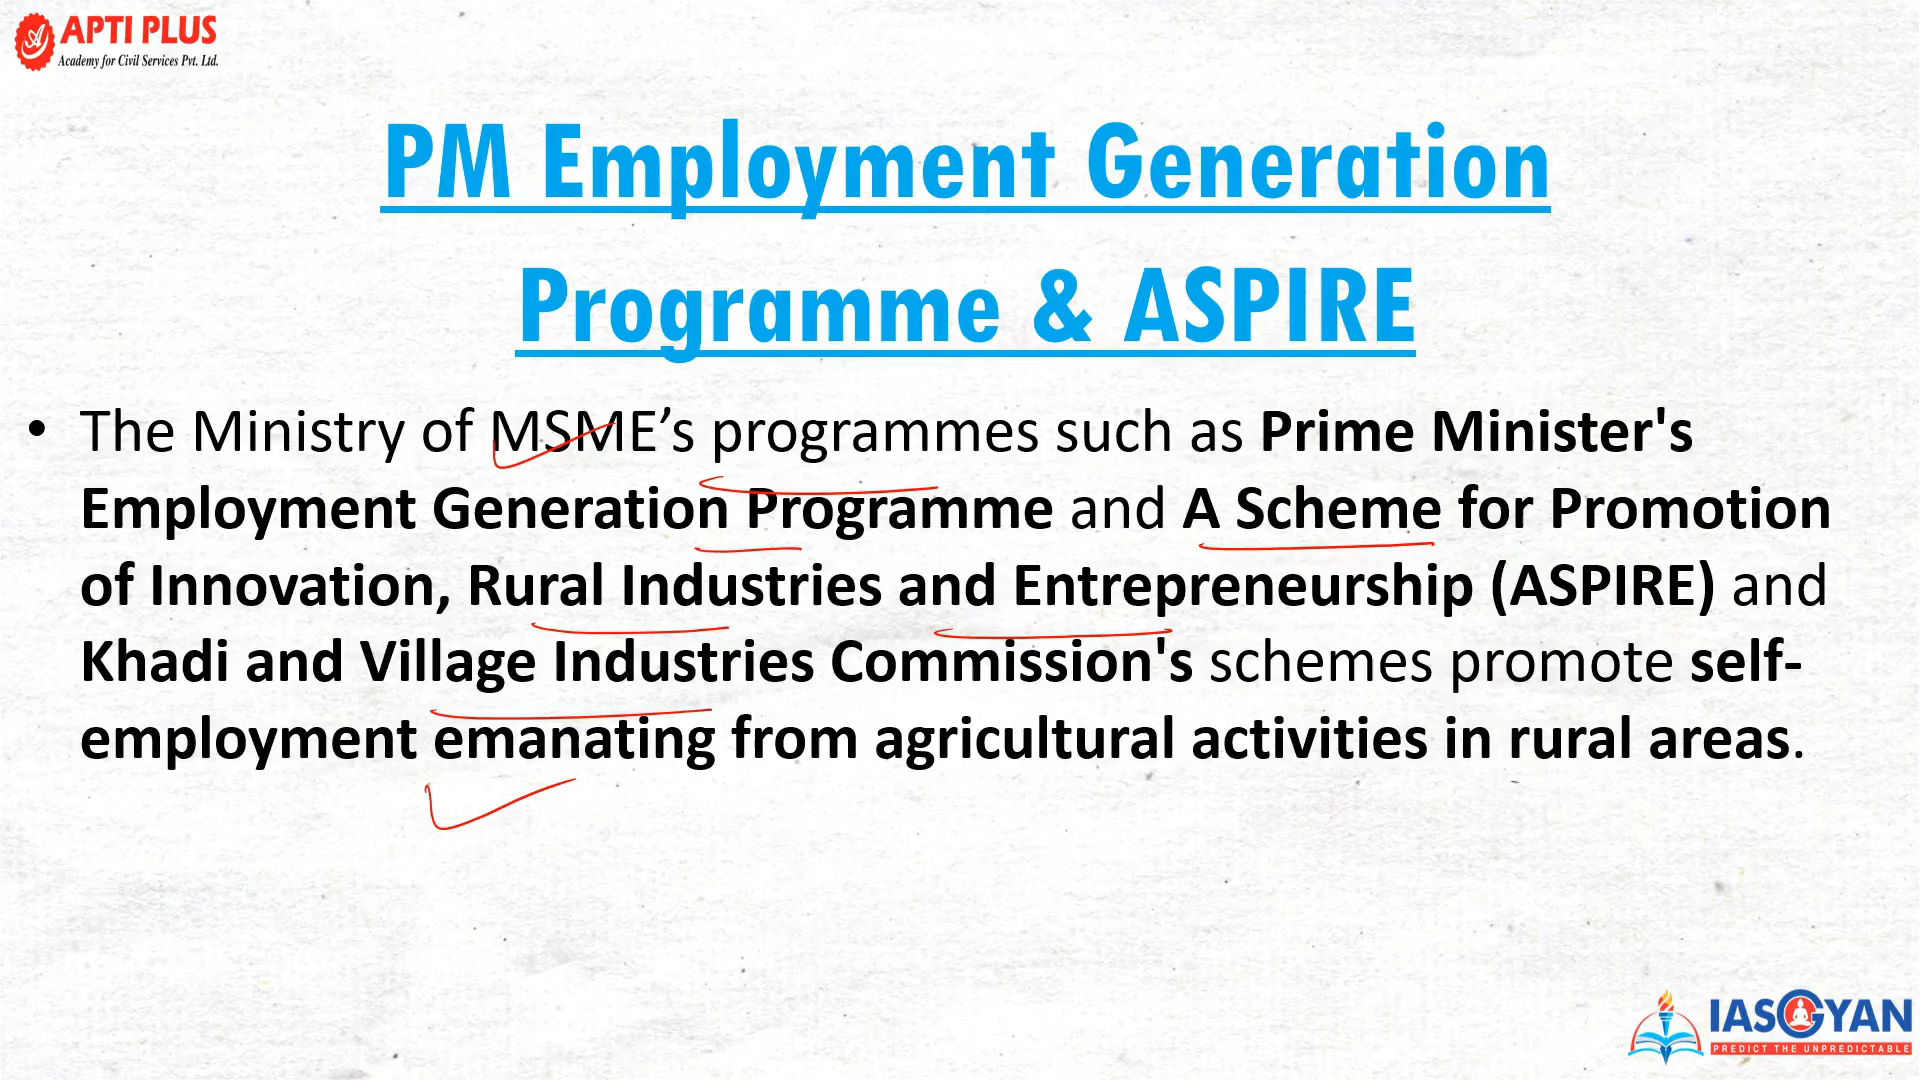 APTI PLUS
Academy for Civil Services Pvt. Ltd.
PM Employment Generation
Programme & ASPIRE
• The Ministry of MSME’s programmes such as Prime Minister's
Employment Generation Programme and A Scheme for Promotion
of Innovation, Rural Industries and Entrepreneurship (ASPIRE) and
Khadi and Village Industries Commission's schemes promote self-
employment emanating from agricultural activities in rural areas.
IASGYAN
PREDICT THE UNPREDICTABLE